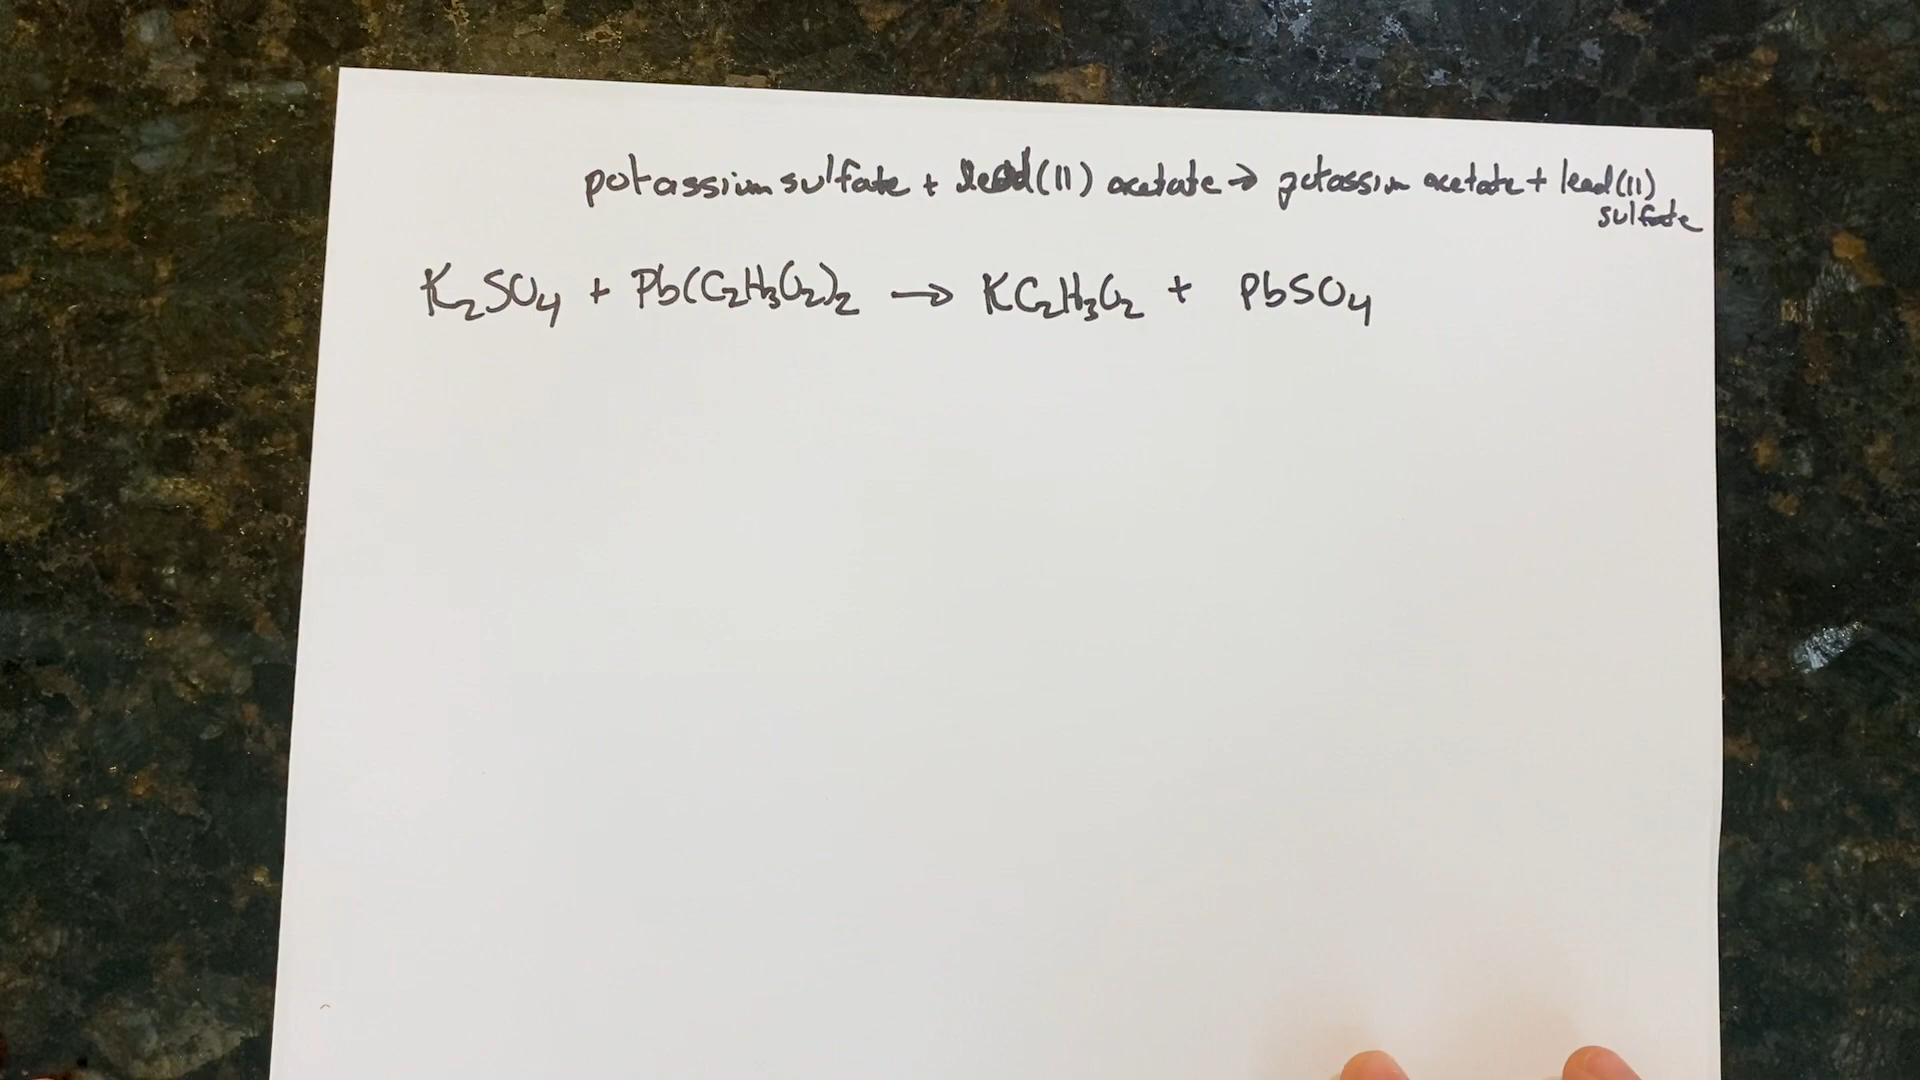 potassium sulfate + lead(II) acetate → potassium acetate + lead(II)
sulfate
K₂SO₄ + Pb(C₂H₃O₂)₂ → KC₂H₃O₂ + PbSO₄